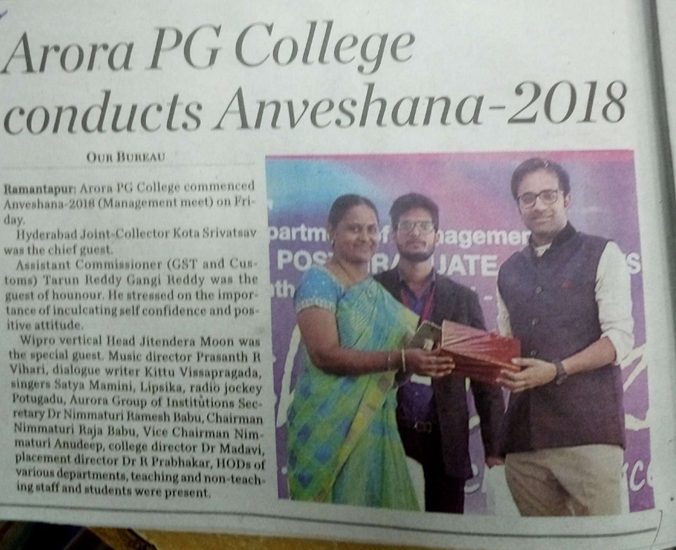 Arora PG College
conducts Anveshana-2018
OUR BUREAU
Ramantapur: Arora PG College commenced
Anveshana-2018 (Management meet) on Fri-
day.
Hyderabad Joint-Collector Kota Srivatsav
was the chief guest.
Assistant Commissioner (GST and Cus-
toms) Tarun Reddy Gangi Reddy was the
guest of honour. He stressed on the impor-
tance of inculcating self confidence and pos-
itive attitude.
Wipro vertical Head Jitendera Moon was
the special guest. Music director Prasanth R
Vihari, dialogue writer Kittu Vissapragada,
singers Satya Mamini, Lipsika, radio jockey
Potugadu, Aurora Group of Institutions Sec-
retary Dr Nimmaturi Ramesh Babu, Chairman
Nimmaturi Raja Babu, Vice Chairman Nim-
maturi Anudeep, college director Dr Madavi,
placement director Dr R Prabhakar, HODs of
various departments, teaching and non-teach-
ing staff and students were present.
partm of agemen
POST GRADUATE S